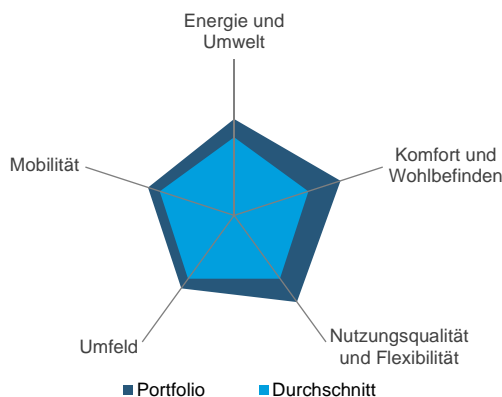 Energie und
Umwelt
Mobilität
Komfort und
Wohlbefinden
Umfeld
Nutzungsqualität
und Flexibilität
Portfolio
Durchschnitt